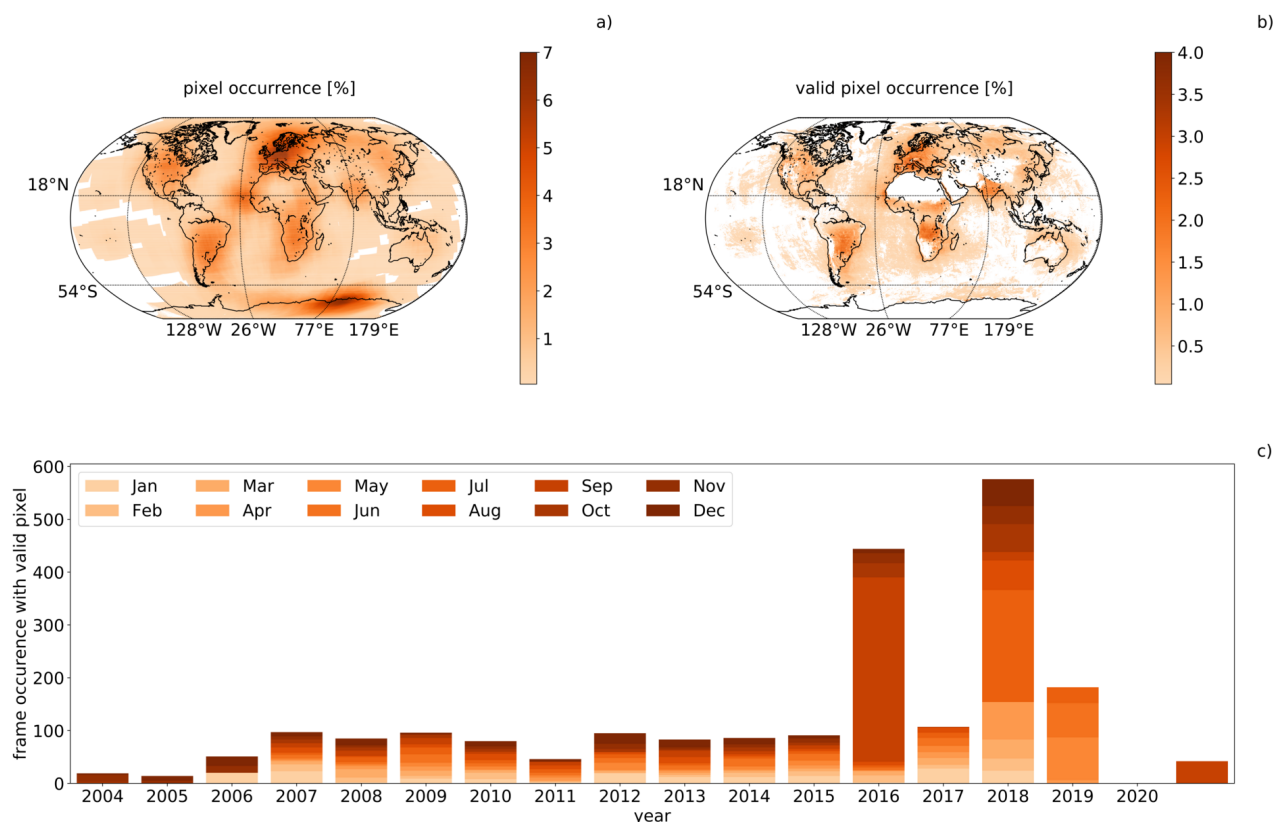 a)
pixel occurrence [%]
7
6
5
4
3
2
1
18°N
54°S
128°W 26°W 77°E 179°E
b)
valid pixel occurrence [%]
4.0
3.5
3.0
2.5
2.0
1.5
1.0
0.5
18°N
54°S
128°W 26°W 77°E 179°E
c)
frame occurence with valid pixel
600
500
400
300
200
100
0
Jan Mar May Jul Sep Nov
Feb Apr Jun Aug Oct Dec
2004 2005 2006 2007 2008 2009 2010 2011 2012 2013 2014 2015 2016 2017 2018 2019 2020
year